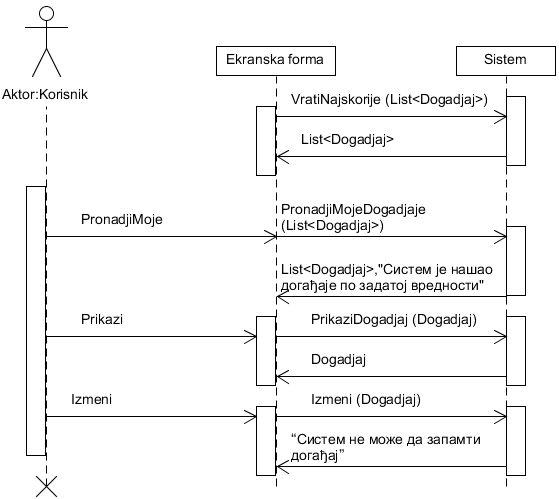 Ekranska forma
Sistem
Aktor:Korisnik
VratiNajskorije (List<Dogadjaj>)
List<Dogadjaj>
PronadjiMoje
PronadjiMojeDogadjaje
(List<Dogadjaj>)
List<Dogadjaj>,"Систем је нашао
догађаје по задатој вредности"
Prikazi
PrikaziDogadjaj (Dogadjaj)
Dogadjaj
Izmeni
Izmeni (Dogadjaj)
“Систем не може да запамти
догађај”